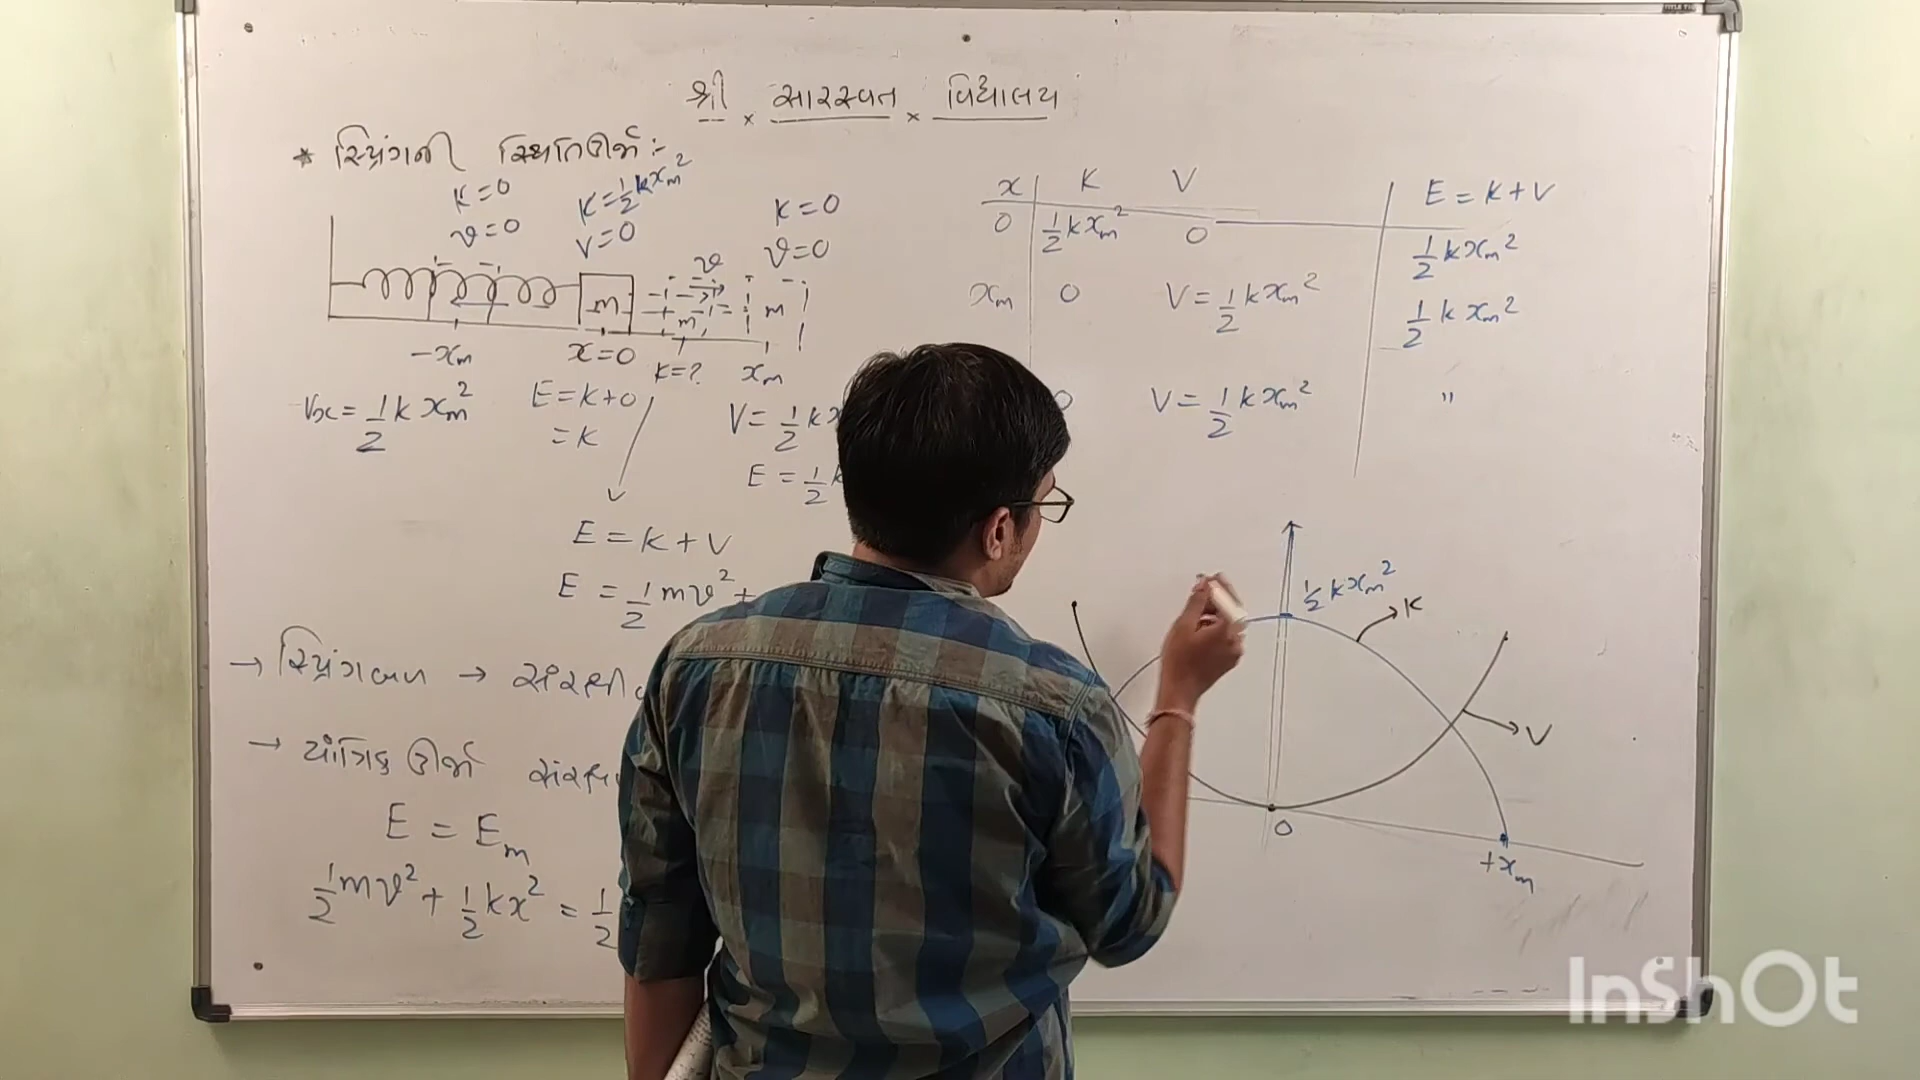 શ્રી × સારસ્વત × વિદ્યાલય
* સ્પ્રિંગની સ્થિતિઊર્જા :-
K=0
v=0
K=½kxm²
V=0
K=0
v=0
v
m
m
m
-xm
x=0
K=?
xm
Vx = ½kxm²
E = K+0
= K
V = ½kx
E = ½k
E = K + V
E = ½mv² +
→ સ્પ્રિંગબળ → સંરક્ષી
→ યાંત્રિક ઊર્જા
E = Em
½mv² + ½kx² = ½
x K V E = K + V
0 ½kxm² 0 ½kxm²
xm 0 V = ½kxm² ½kxm²
0 V = ½kxm² "
½kxm²
K
V
0
+xm
InShOt